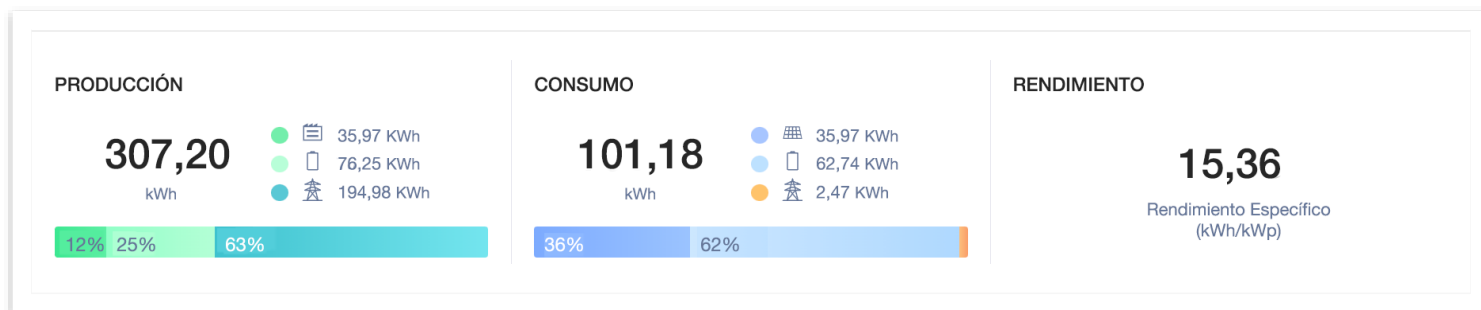 PRODUCCIÓN
307,20
kWh
35,97 KWh
76,25 KWh
194,98 KWh
12% 25% 63%
CONSUMO
101,18
kWh
35,97 KWh
62,74 KWh
2,47 KWh
36% 62%
RENDIMIENTO
15,36
Rendimiento Específico
(kWh/kWp)